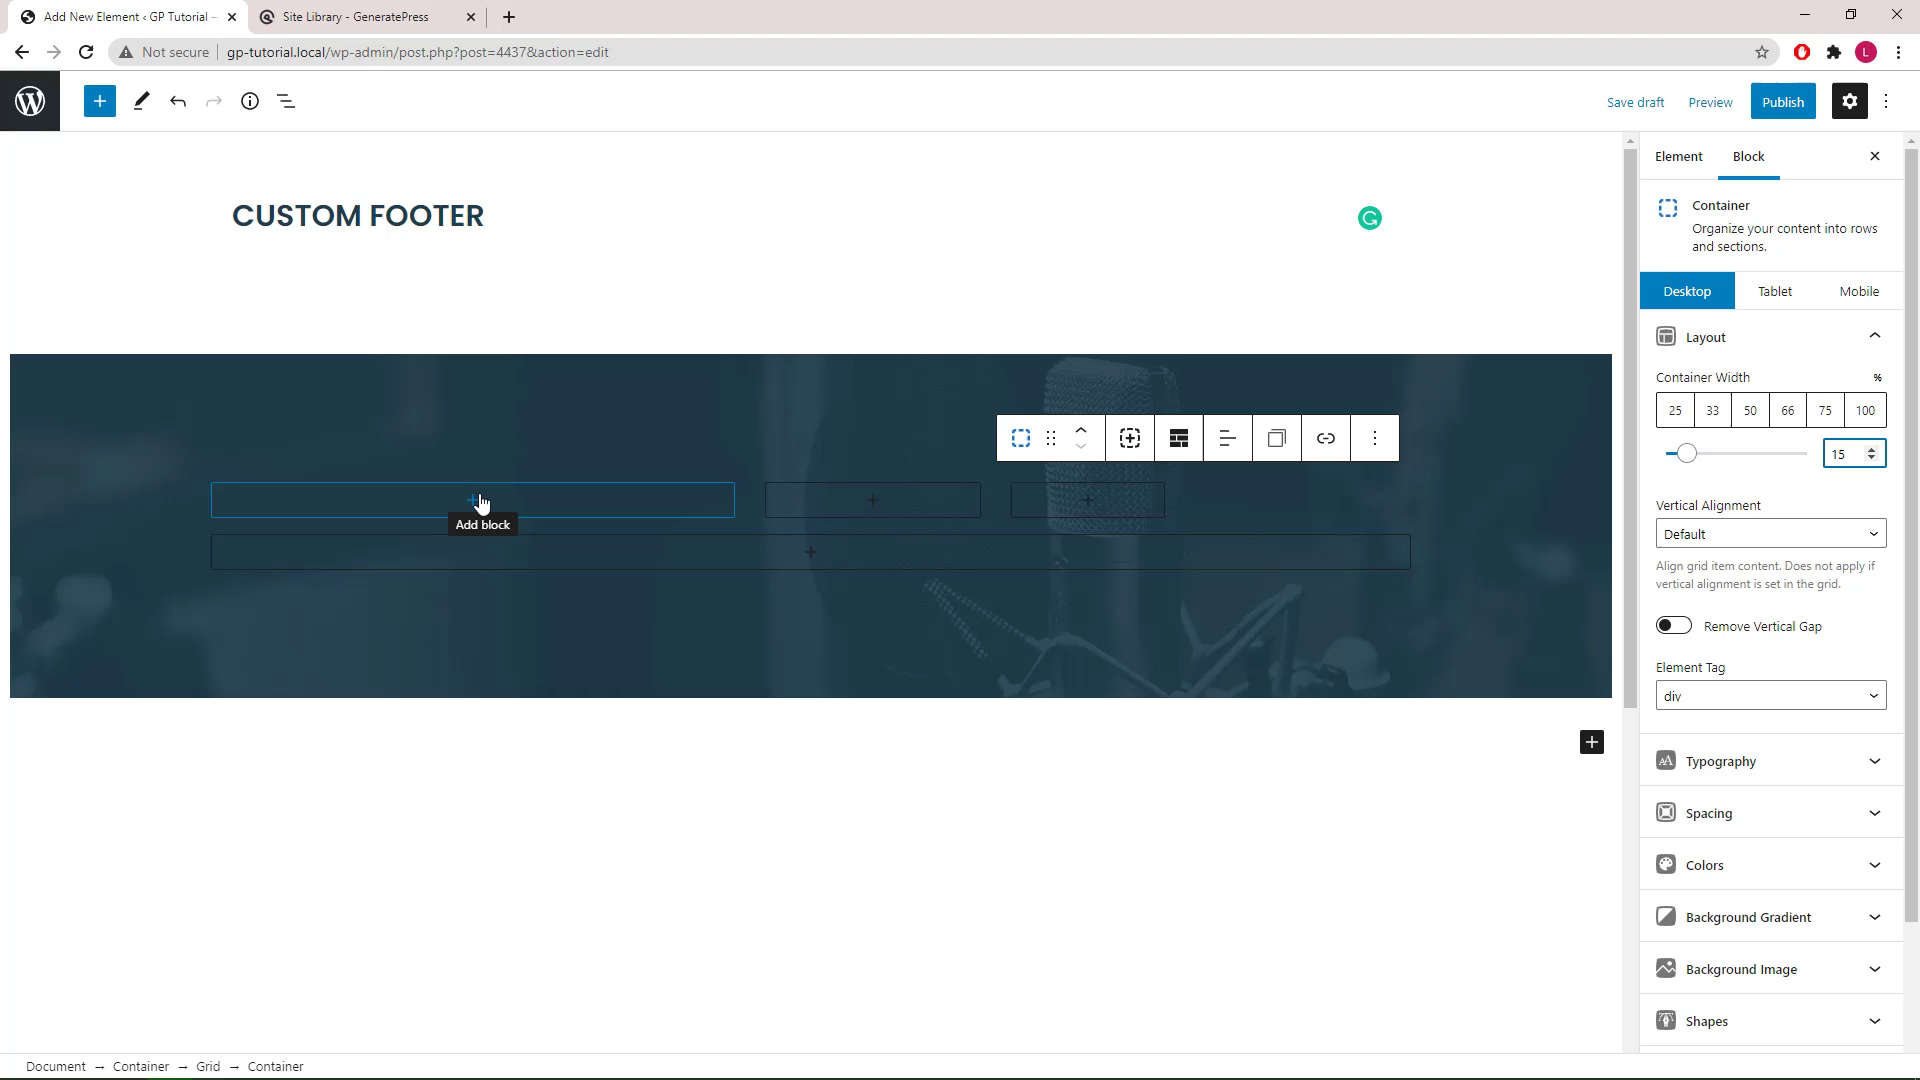 Add New Element ‹ GP Tutorial –
Site Library - GeneratePress
Not secure
gp-tutorial.local/wp-admin/post.php?post=4437&action=edit
L
Save draft
Preview
Publish
CUSTOM FOOTER
Add block
Element
Block
Container
Organize your content into rows
and sections.
Desktop
Tablet
Mobile
Layout
Container Width
%
25
33
50
66
75
100
15
Vertical Alignment
Default
Align grid item content. Does not apply if
vertical alignment is set in the grid.
Remove Vertical Gap
Element Tag
div
Typography
Spacing
Colors
Background Gradient
Background Image
Shapes
Document → Container → Grid → Container